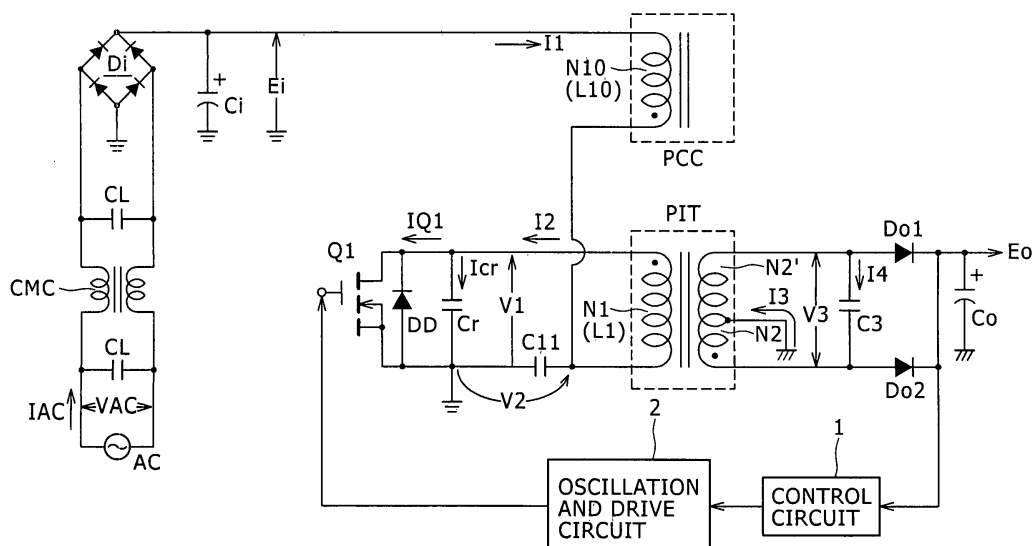 Di
+
Ci
Ei
I1
N10
(L10)
PCC
CL
CMC
CL
IAC
VAC
AC
Q1
IQ1
I2
Icr
DD
Cr
V1
C11
V2
PIT
N1
(L1)
N2'
I3
N2
V3
I4
C3
Do1
Do2
Eo
+
Co
2
1
OSCILLATION
AND DRIVE
CIRCUIT
CONTROL
CIRCUIT